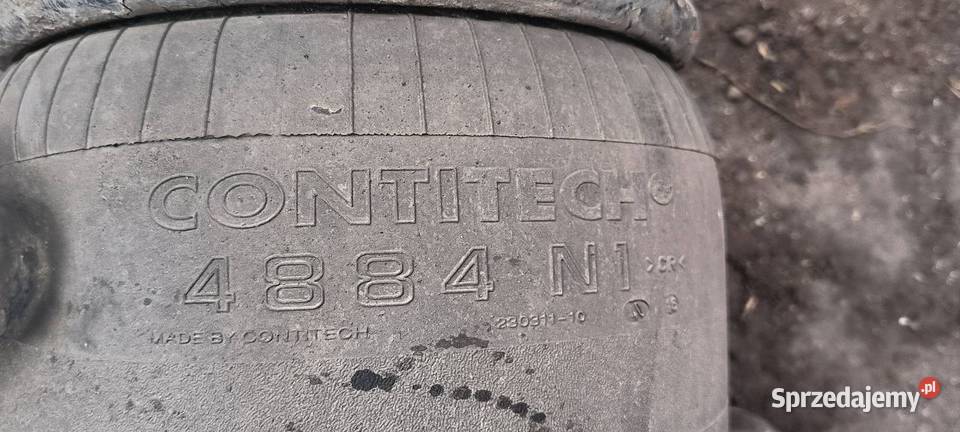 CONTITECH®
4884 N1 >CR<
MADE BY CONTITECH
230311-10
Sprzedajemy.pl